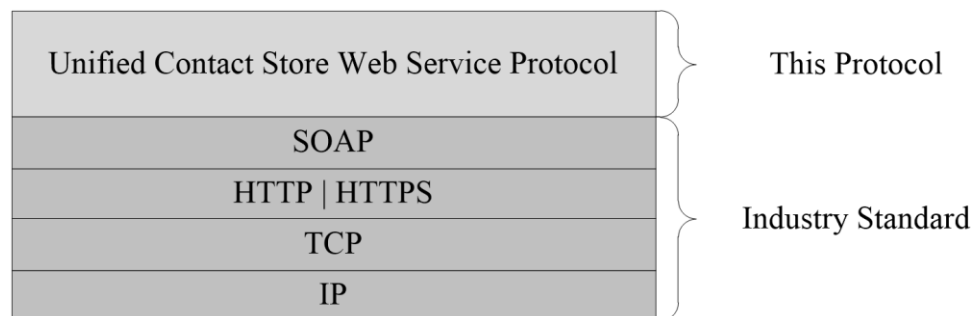 Unified Contact Store Web Service Protocol
This Protocol
SOAP
HTTP | HTTPS
TCP
IP
Industry Standard